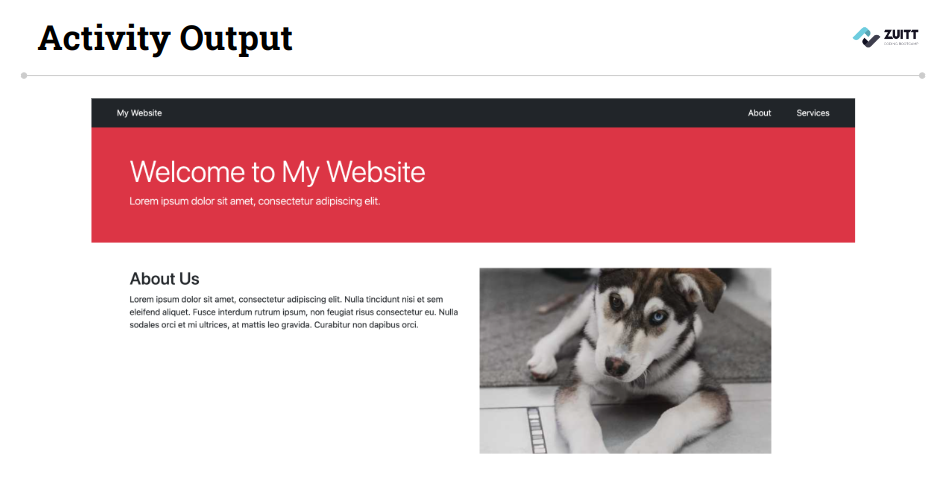 Activity Output
ZUITT
CODING BOOTCAMP
My Website
About
Services
Welcome to My Website
Lorem ipsum dolor sit amet, consectetur adipiscing elit.
About Us
Lorem ipsum dolor sit amet, consectetur adipiscing elit. Nulla tincidunt nisi et sem
eleifend aliquet. Fusce interdum rutrum ipsum, non feugiat risus consectetur eu. Nulla
sodales orci et mi ultrices, at mattis leo gravida. Curabitur non dapibus orci.